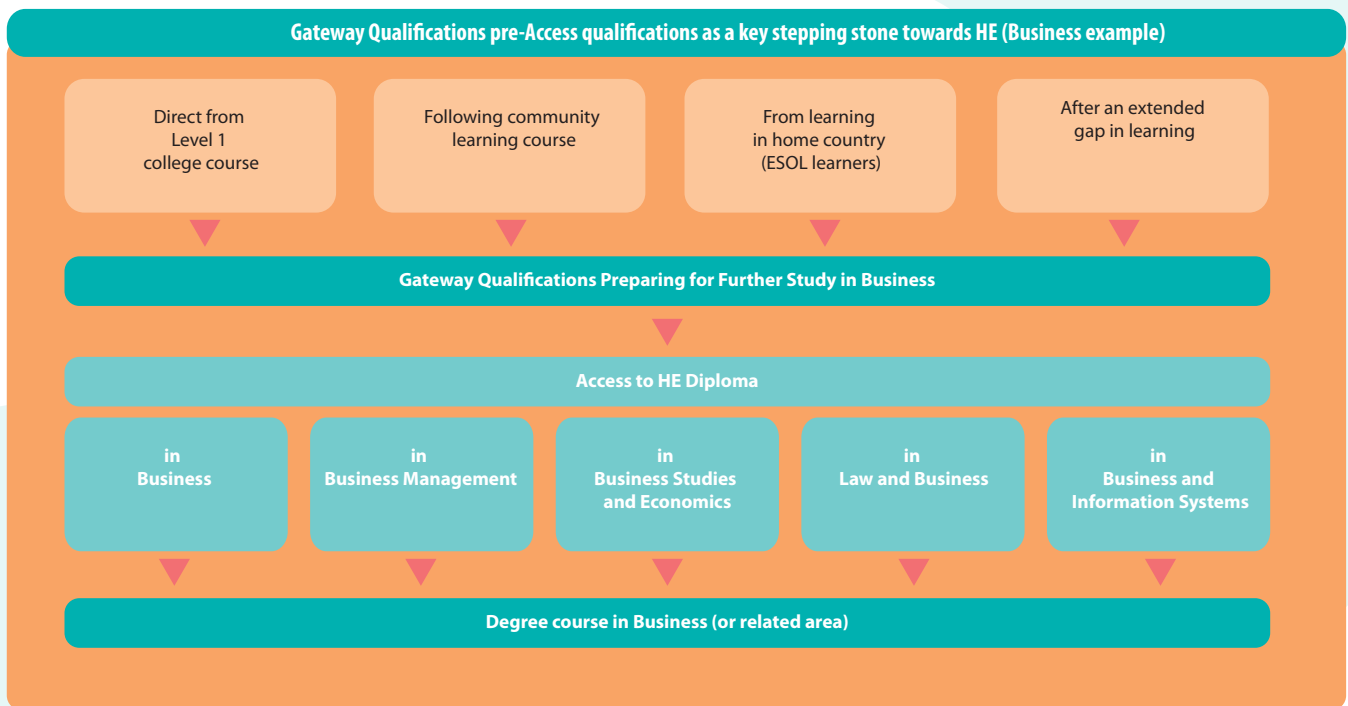 Gateway Qualifications pre-Access qualifications as a key stepping stone towards HE (Business example)
Direct from
Level 1
college course
Following community
learning course
From learning
in home country
(ESOL learners)
After an extended
gap in learning
Gateway Qualifications Preparing for Further Study in Business
Access to HE Diploma
in
Business
in
Business Management
in
Business Studies
and Economics
in
Law and Business
in
Business and
Information Systems
Degree course in Business (or related area)